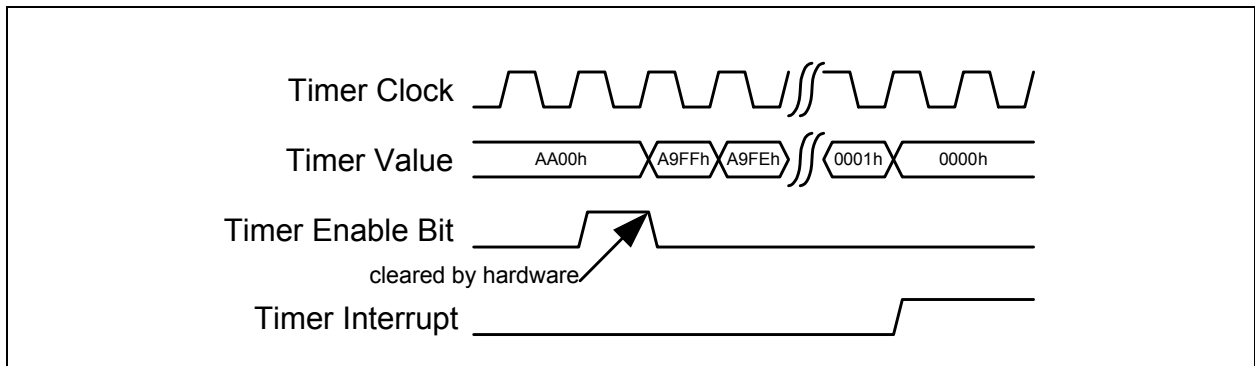 Timer Clock
Timer Value AA00h A9FFh A9FEh 0001h 0000h
Timer Enable Bit
cleared by hardware
Timer Interrupt